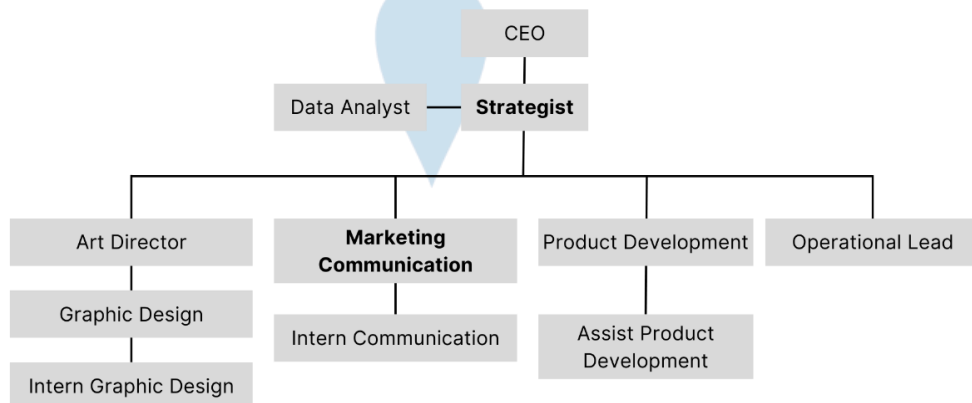 CEO
Data Analyst
Strategist
Art Director
Marketing
Communication
Product Development
Operational Lead
Graphic Design
Intern Communication
Assist Product
Development
Intern Graphic Design